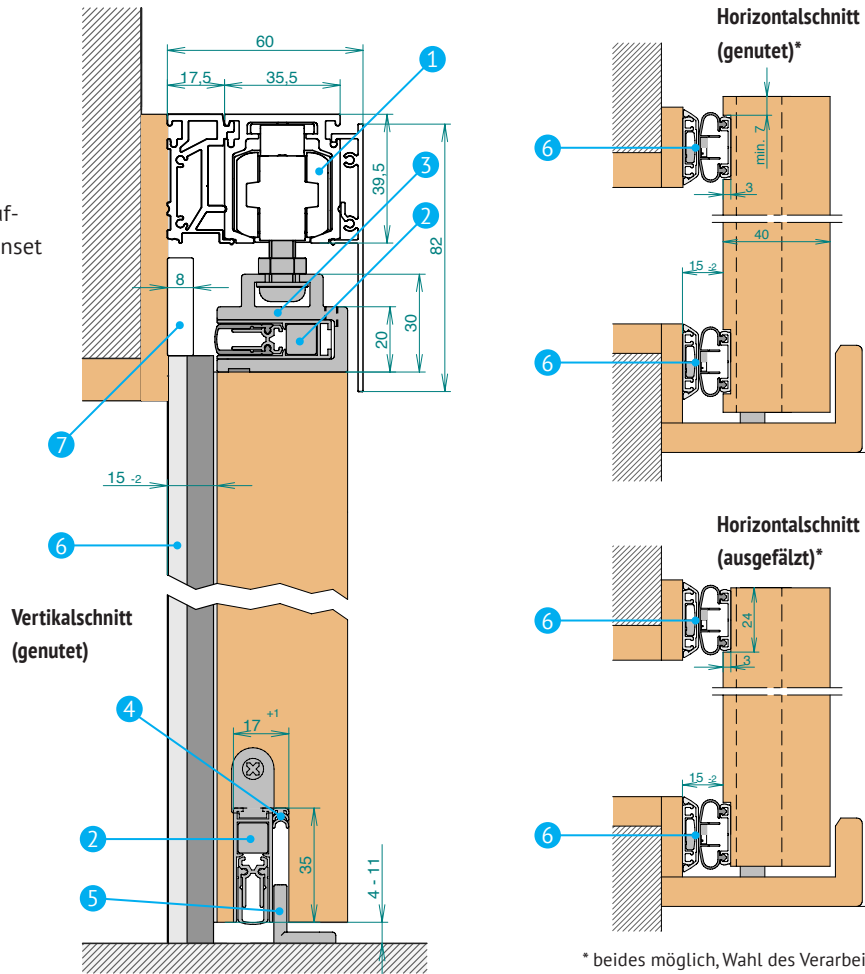 60
17,5
35,5
1
3
2
39,5
82
uf-
nset
8
20
30
7
15 -2
6
Vertikalschnitt
(genutet)
4
17 +1
2
35
4 - 11
5
Horizontalschnitt
(genutet)*
6
min. 7
3
40
15 -2
6
Horizontalschnitt
(ausgefälzt)*
6
24
3
15 -2
6
* beides möglich, Wahl des Verarbei